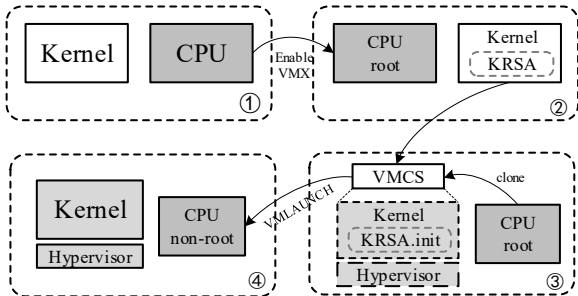 Kernel
CPU
①
Enable
VMX
CPU
root
Kernel
KRSA
②
VMCS
clone
Kernel
KRSA.init
Hypervisor
CPU
root
③
VMLAUNCH
Kernel
Hypervisor
CPU
non-root
④